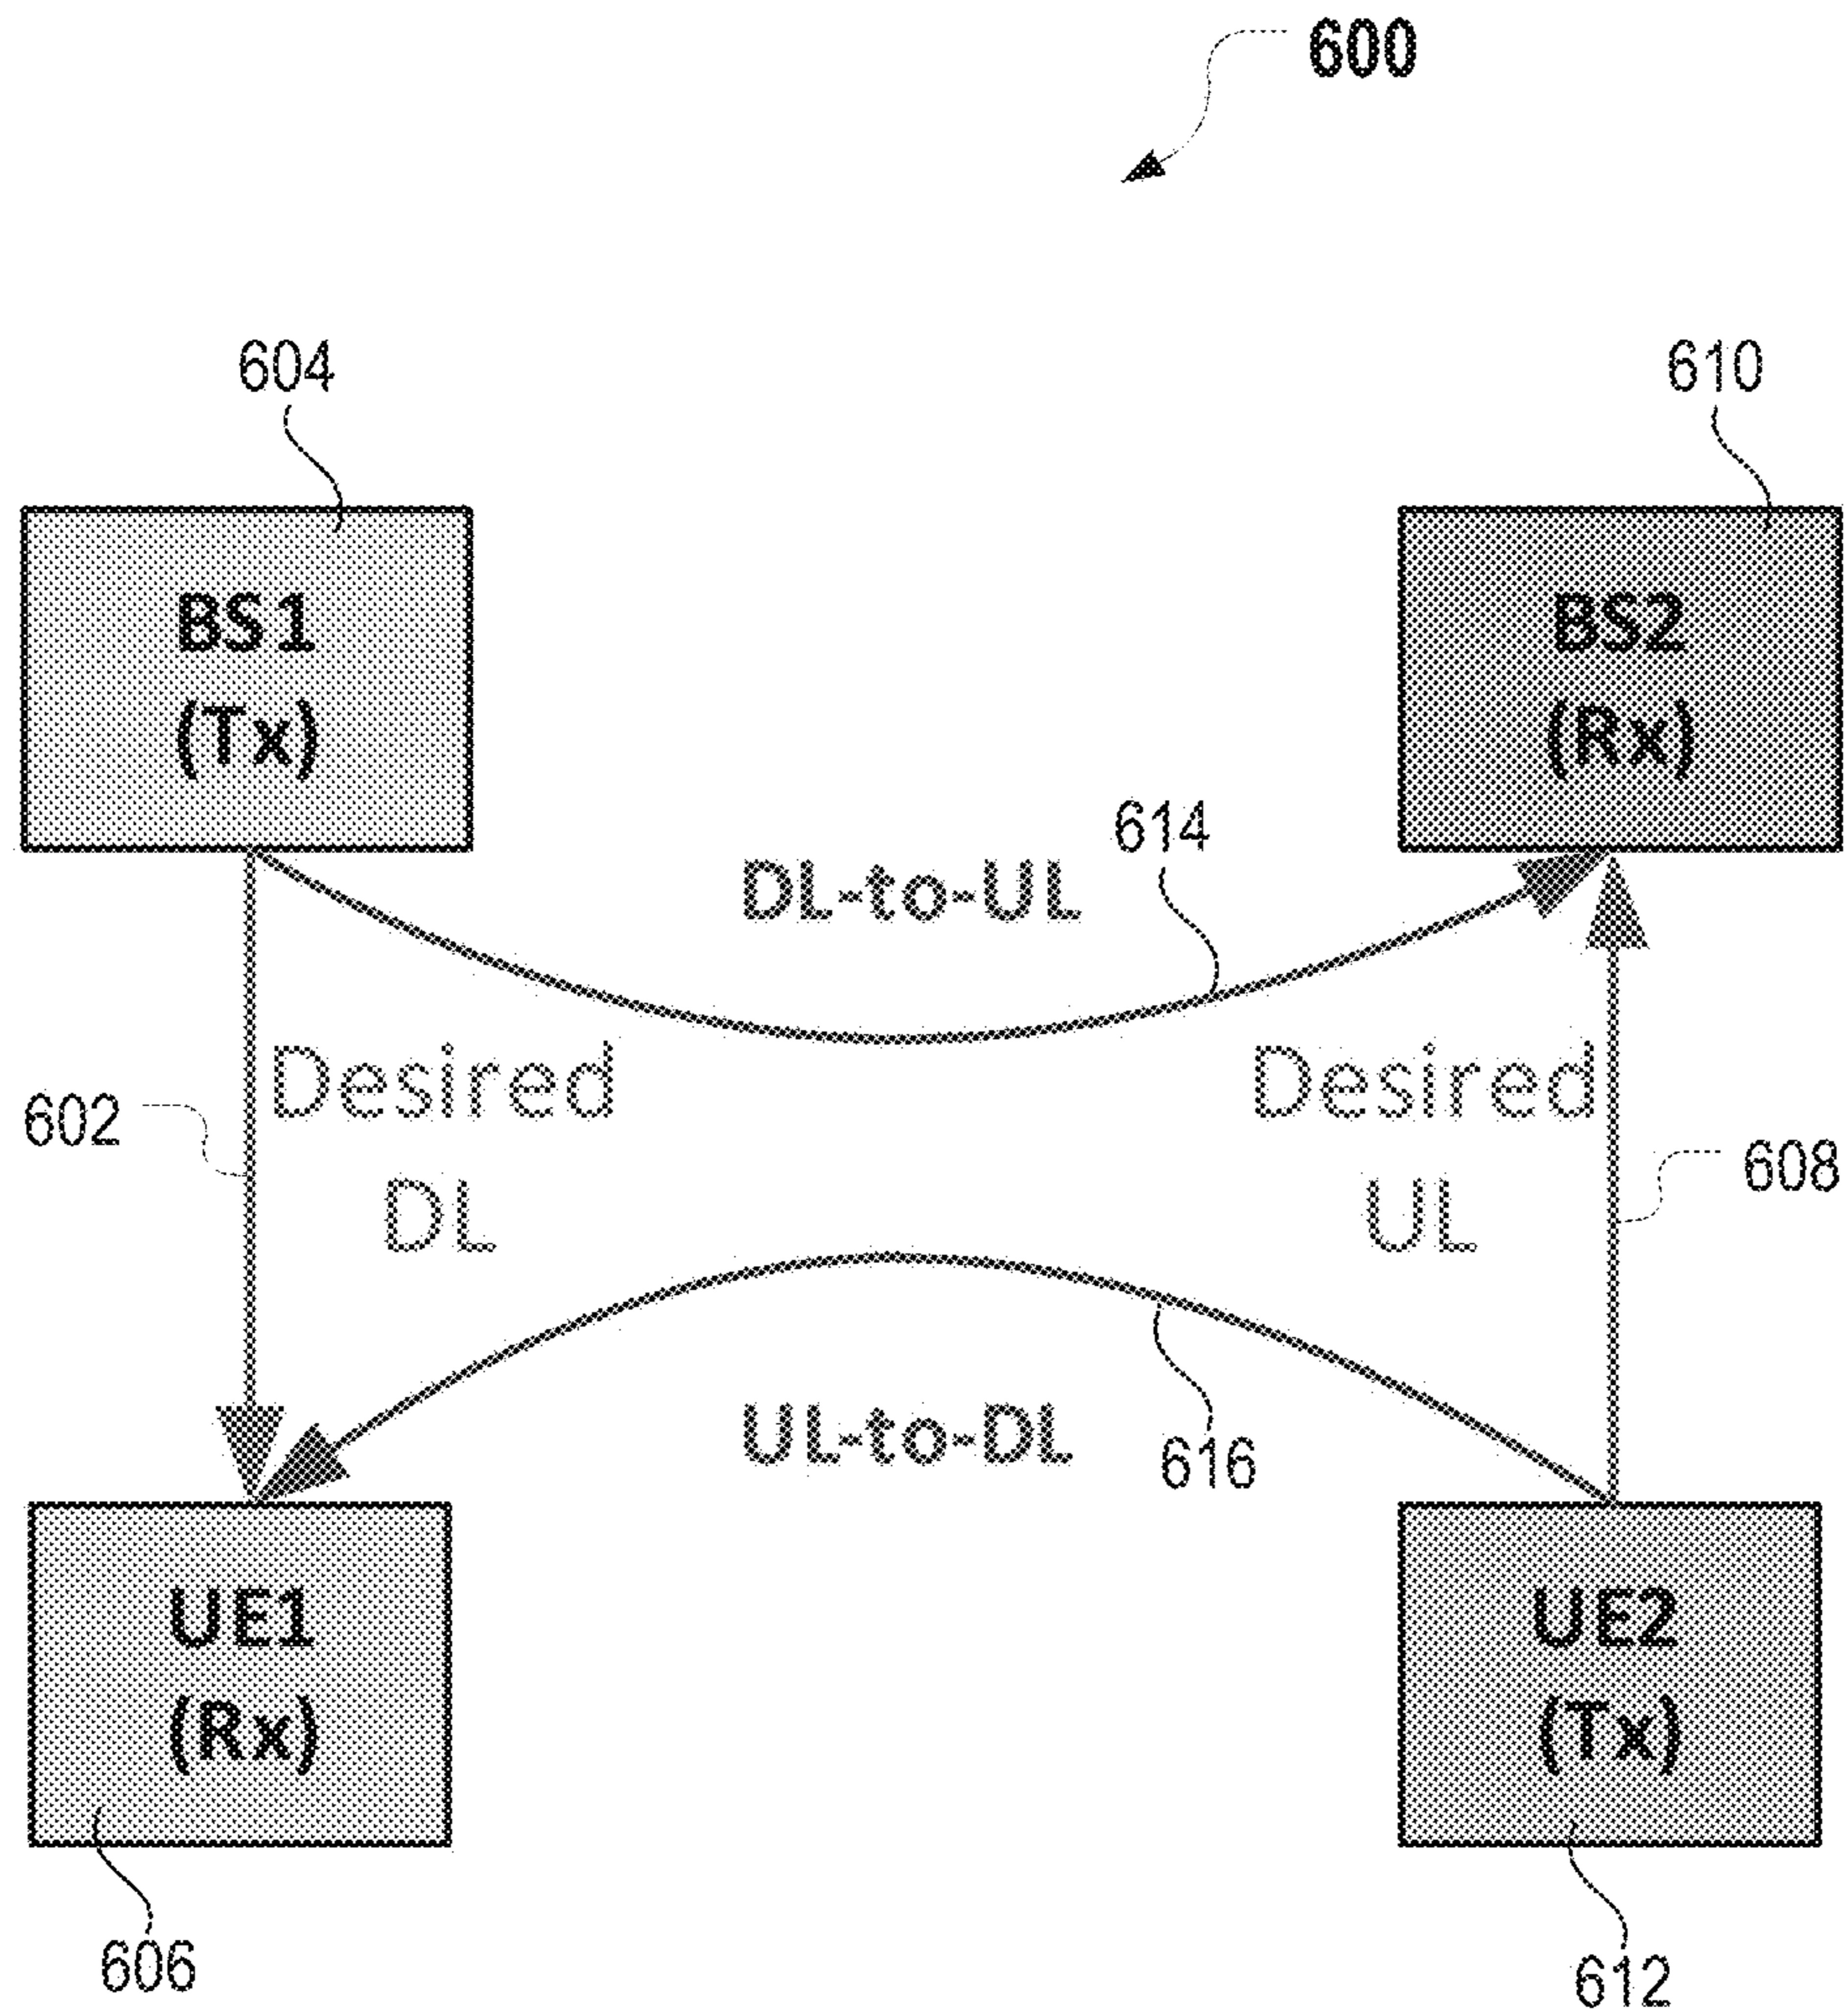 600
604
610
BS1
(Tx)
BS2
(Rx)
614
DL-to-UL
Desired
DL
Desired
UL
602
608
UL-to-DL
616
UE1
(Rx)
UE2
(Tx)
606
612